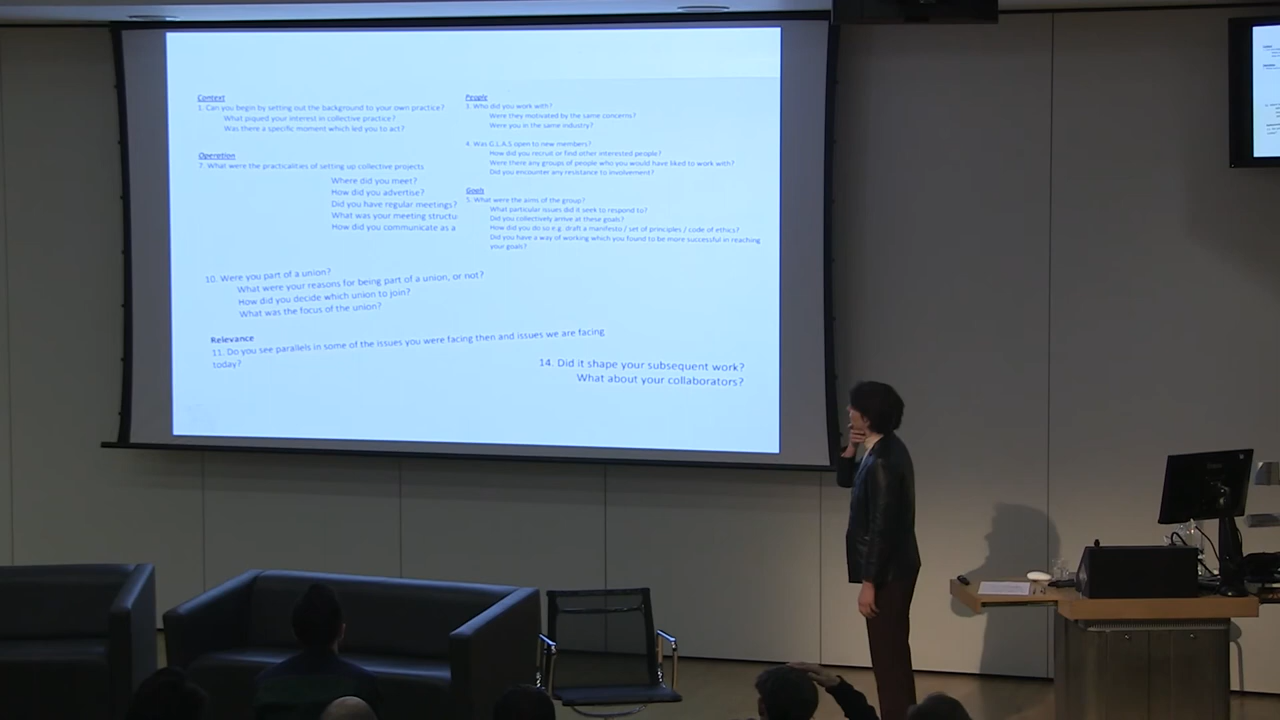 Context
1. Can you begin by setting out the background to your own practice?
What piqued your interest in collective practice?
Was there a specific moment which led you to act?
Operation
7. What were the practicalities of setting up collective projects
Where did you meet?
How did you advertise?
Did you have regular meetings?
What was your meeting structu
How did you communicate as a
People
3. Who did you work with?
Were they motivated by the same concerns?
Were you in the same industry?
4. Was G.L.A.S open to new members?
How did you recruit or find other interested people?
Were there any groups of people who you would have liked to work with?
Did you encounter any resistance to involvement?
Goals
5. What were the aims of the group?
What particular issues did it seek to respond to?
Did you collectively arrive at these goals?
How did you do so e.g. draft a manifesto / set of principles / code of ethics?
Did you have a way of working which you found to be more successful in reaching
your goals?
10. Were you part of a union?
What were your reasons for being part of a union, or not?
How did you decide which union to join?
What was the focus of the union?
Relevance
11. Do you see parallels in some of the issues you were facing then and issues we are facing
today?
14. Did it shape your subsequent work?
What about your collaborators?